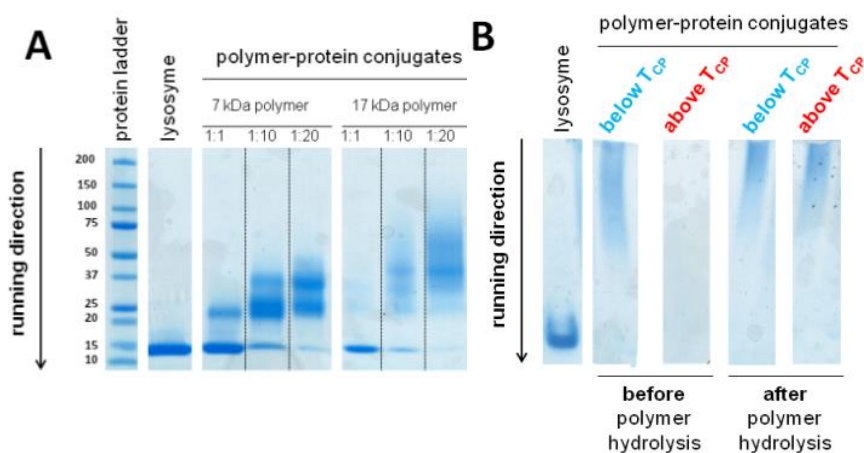 A
protein ladder
lysosyme
polymer-protein conjugates
7 kDa polymer
17 kDa polymer
1:1 1:10 1:20 1:1 1:10 1:20
running direction
200
150
100
75
50
37
25
20
15
10
B
polymer-protein conjugates
lysosyme
below TCP
above TCP
below TCP
above TCP
running direction
before
polymer
hydrolysis
after
polymer
hydrolysis